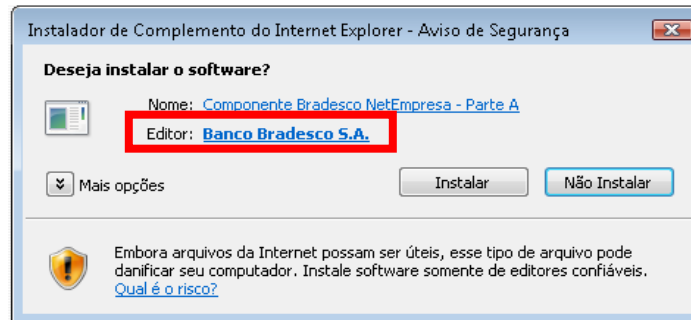 Instalador de Complemento do Internet Explorer - Aviso de Segurança
Deseja instalar o software?
Nome: Componente Bradesco NetEmpresa - Parte A
Editor: Banco Bradesco S.A.
Mais opções
Instalar
Não Instalar
Embora arquivos da Internet possam ser úteis, esse tipo de arquivo pode
danificar seu computador. Instale software somente de editores confiáveis.
Qual é o risco?